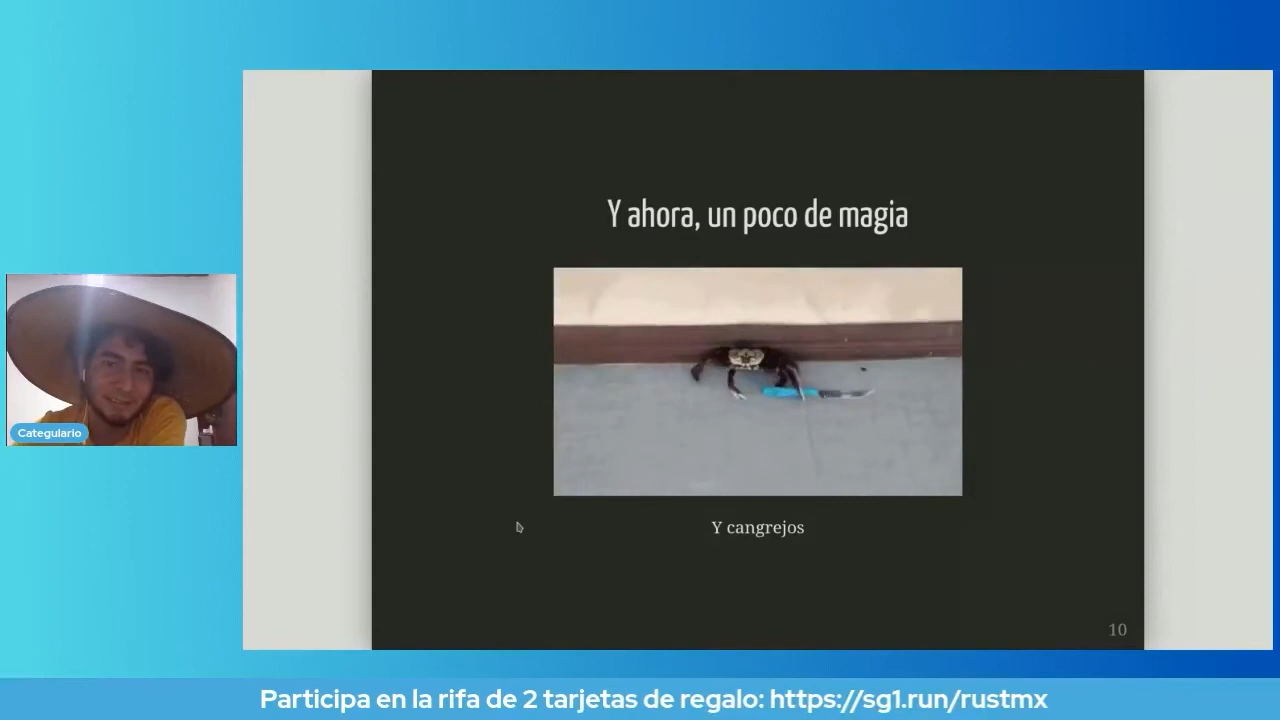 Y ahora, un poco de magia
Categulario
Y cangrejos
10
Participa en la rifa de 2 tarjetas de regalo: https://sg1.run/rustmx